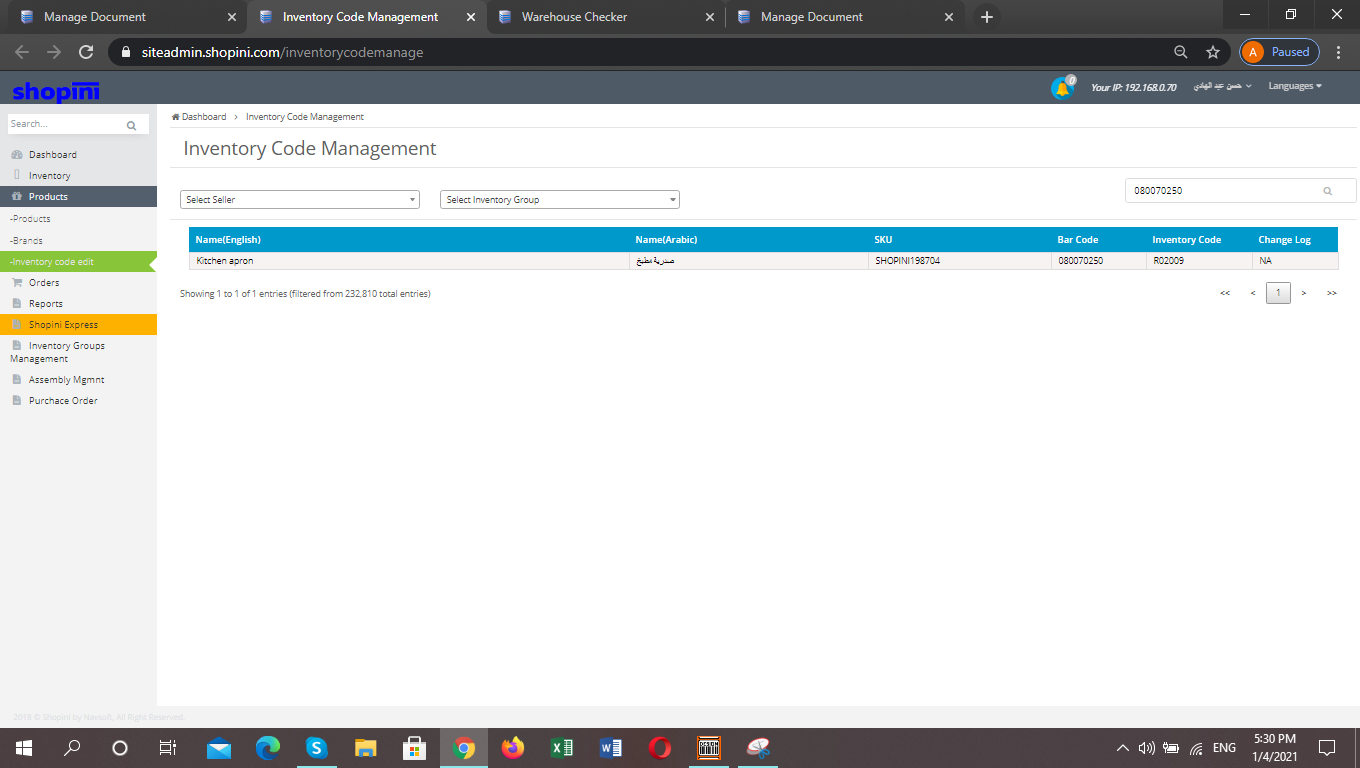 Manage Document
Inventory Code Management
Warehouse Checker
Manage Document
siteadmin.shopini.com/inventorycodemanage
A Paused
shopini
0
Your IP: 192.168.0.70
حسن عبد الهادي
Languages
Search...
Dashboard
Inventory
Products
-Products
-Brands
-Inventory code edit
Orders
Reports
Shopini Express
Inventory Groups
Management
Assembly Mgmnt
Purchace Order
Dashboard > Inventory Code Management
Inventory Code Management
Select Seller
Select Inventory Group
080070250
Name(English) Name(Arabic) SKU Bar Code Inventory Code Change Log
Kitchen apron صدرية مطبخ SHOPINI198704 080070250 R02009 NA
Showing 1 to 1 of 1 entries (filtered from 232,810 total entries)
<< < 1 > >>
2018 © Shopini by NavsoR, All Right Reserved.
ENG
5:30 PM
1/4/2021